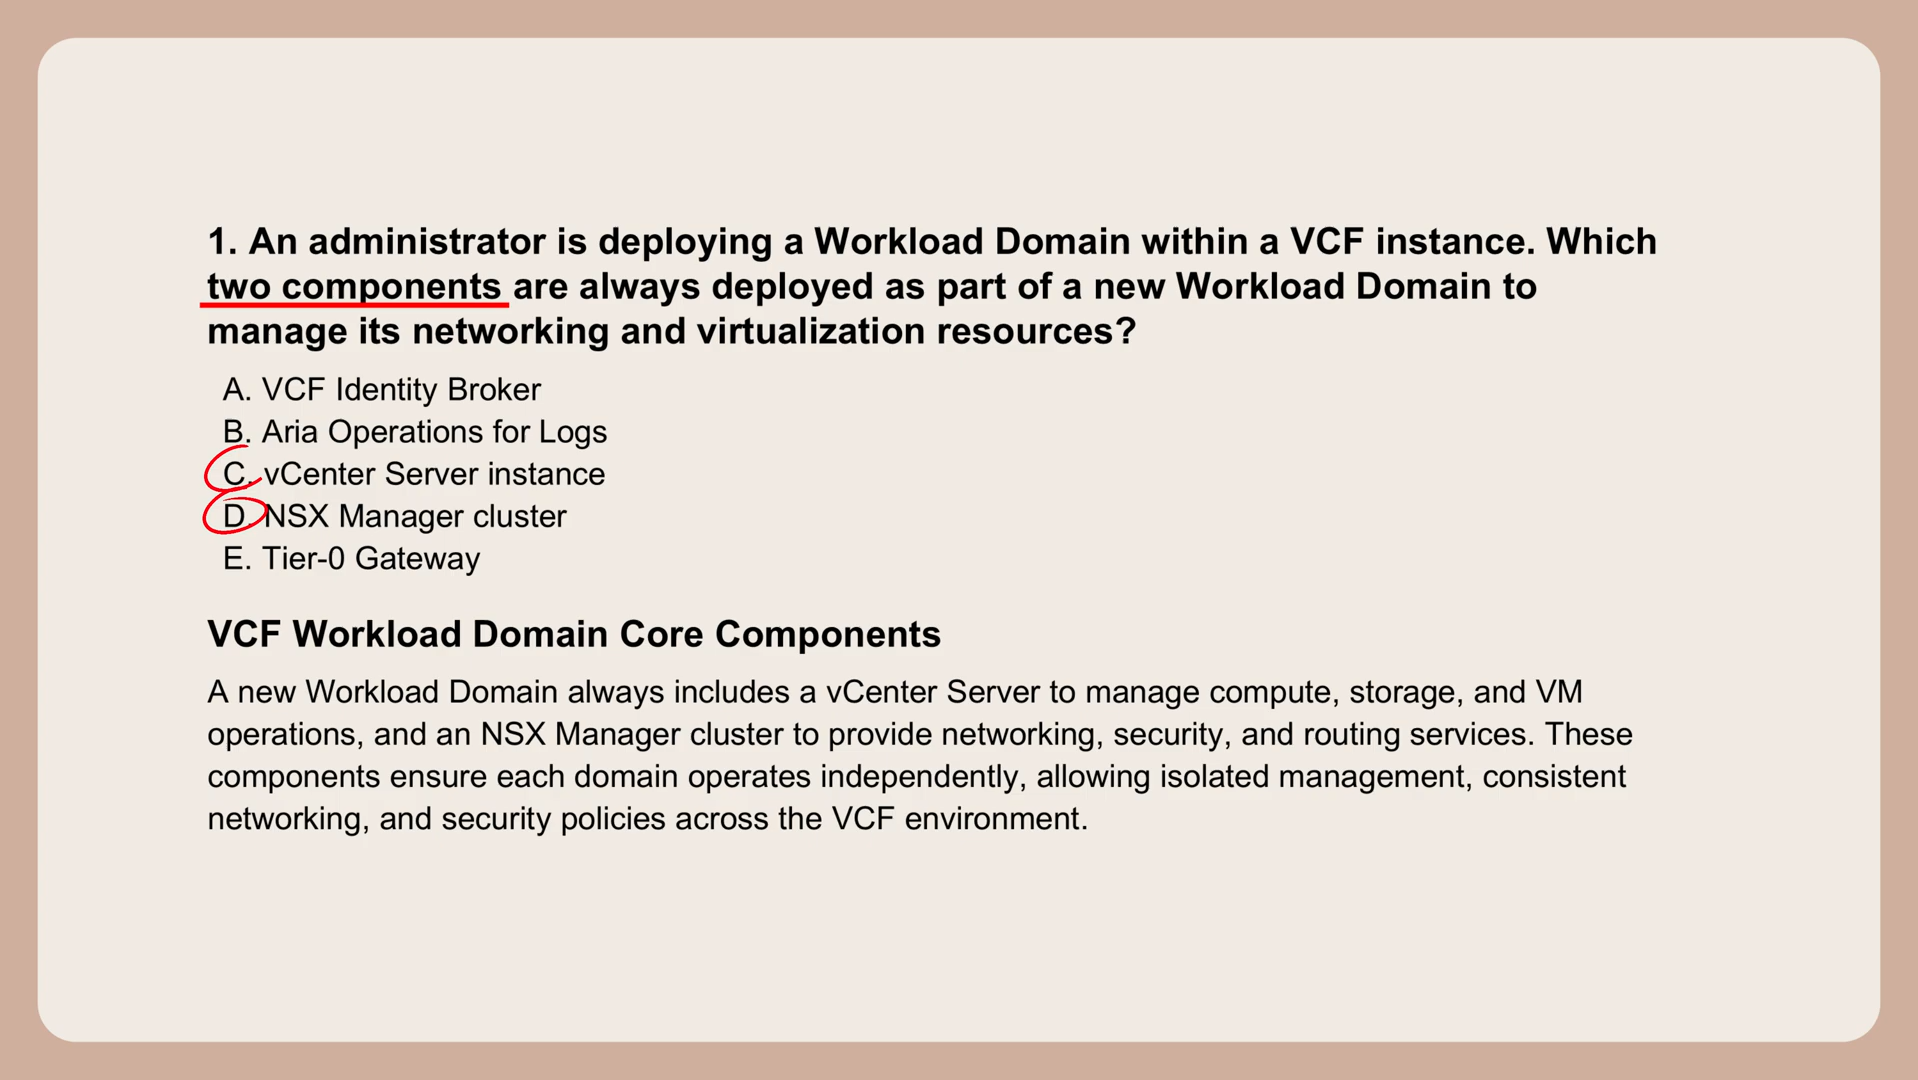 1. An administrator is deploying a Workload Domain within a VCF instance. Which
two components are always deployed as part of a new Workload Domain to
manage its networking and virtualization resources?
A. VCF Identity Broker
B. Aria Operations for Logs
C. vCenter Server instance
D. NSX Manager cluster
E. Tier-0 Gateway
VCF Workload Domain Core Components
A new Workload Domain always includes a vCenter Server to manage compute, storage, and VM
operations, and an NSX Manager cluster to provide networking, security, and routing services. These
components ensure each domain operates independently, allowing isolated management, consistent
networking, and security policies across the VCF environment.